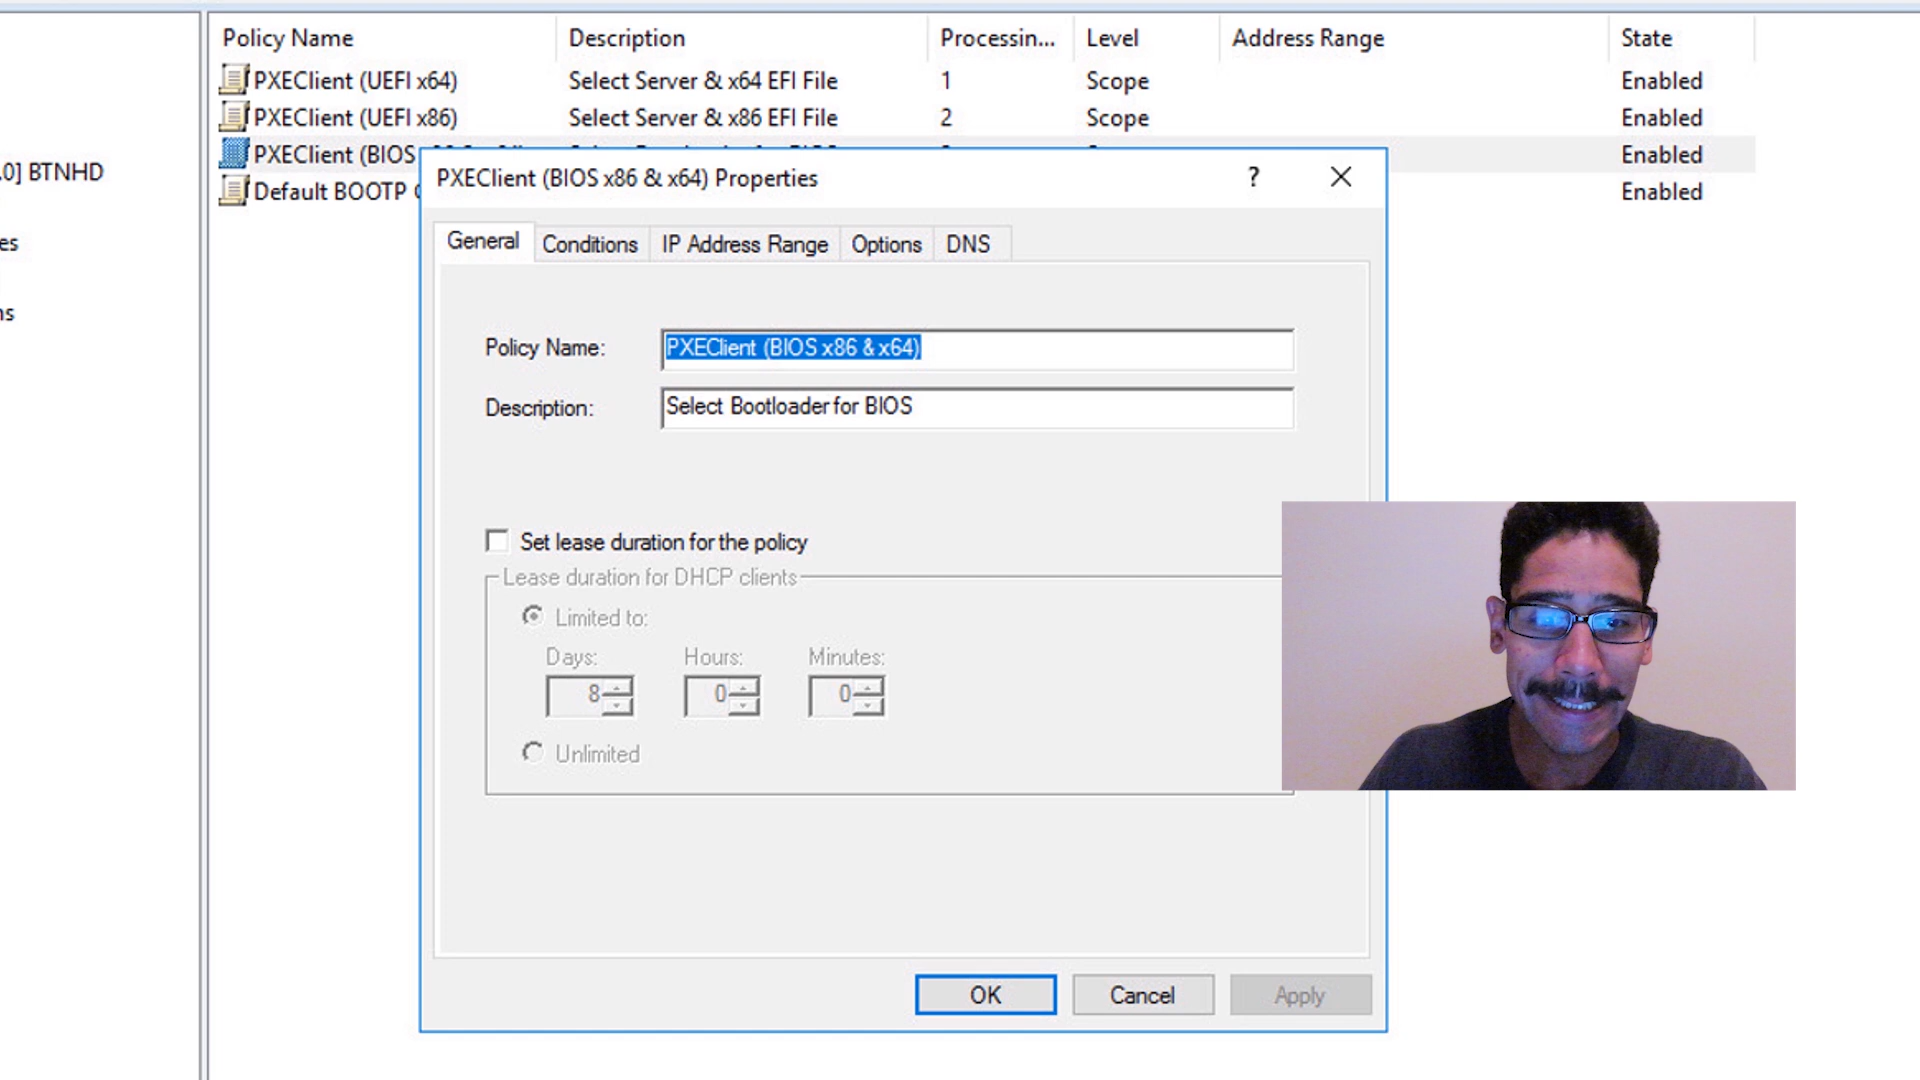 Policy Name Description Processin... Level Address Range State
PXEClient (UEFI x64) Select Server & x64 EFI File 1 Scope Enabled
PXEClient (UEFI x86) Select Server & x86 EFI File 2 Scope Enabled
PXEClient (BIOS Enabled
.0] BTNHD
Default BOOTP Enabled
es
ns
PXEClient (BIOS x86 & x64) Properties ?
General Conditions IP Address Range Options DNS
Policy Name: PXEClient (BIOS x86 & x64)
Description: Select Bootloader for BIOS
Set lease duration for the policy
Lease duration for DHCP clients
Limited to:
Days: Hours: Minutes:
8 0 0
Unlimited
OK Cancel Apply